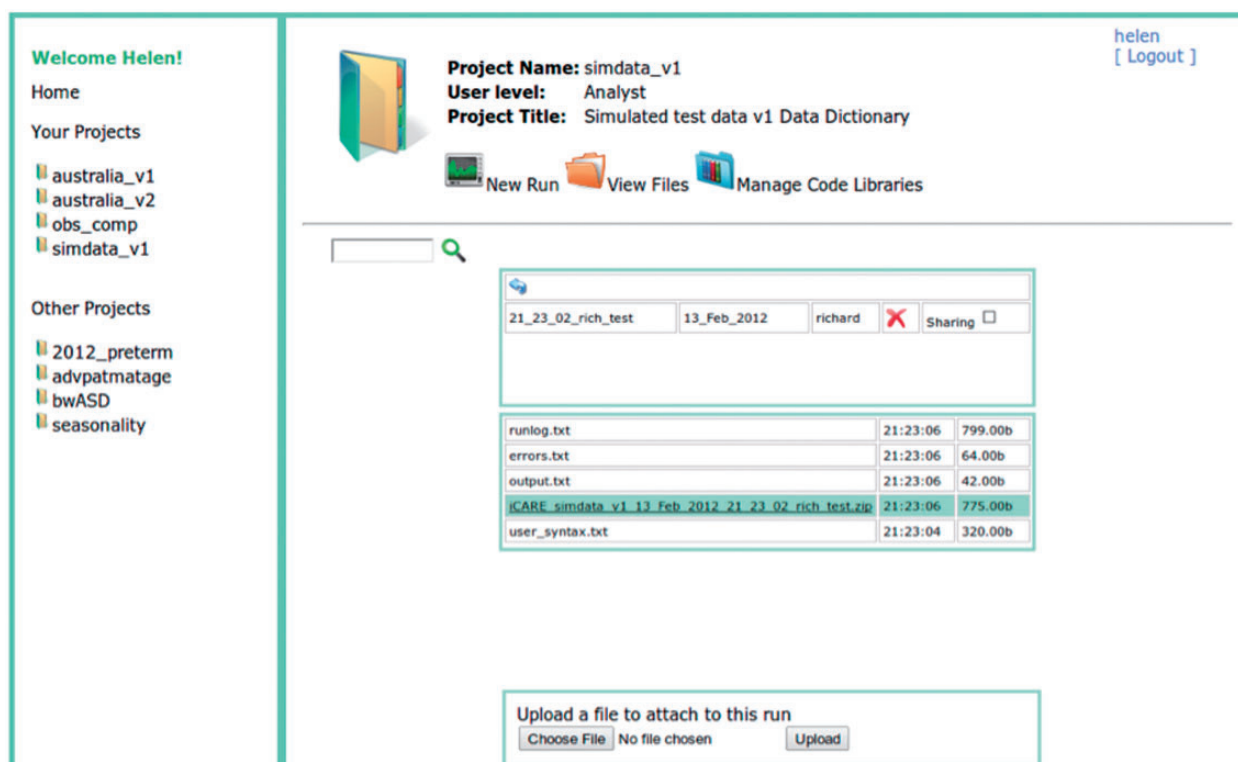 Welcome Helen!
Home
Your Projects
australia_v1
australia_v2
obs_comp
simdata_v1
Other Projects
2012_preterm
advpatmatage
bwASD
seasonality
helen
[ Logout ]
Project Name: simdata_v1
User level: Analyst
Project Title: Simulated test data v1 Data Dictionary
New Run View Files Manage Code Libraries
21_23_02_rich_test 13_Feb_2012 richard Sharing
runlog.txt 21:23:06 799.00b
errors.txt 21:23:06 64.00b
output.txt 21:23:06 42.00b
iCARE_simdata_v1_13_Feb_2012_21_23_02_rich_test.zip 21:23:06 775.00b
user_syntax.txt 21:23:04 320.00b
Upload a file to attach to this run
Choose File No file chosen Upload